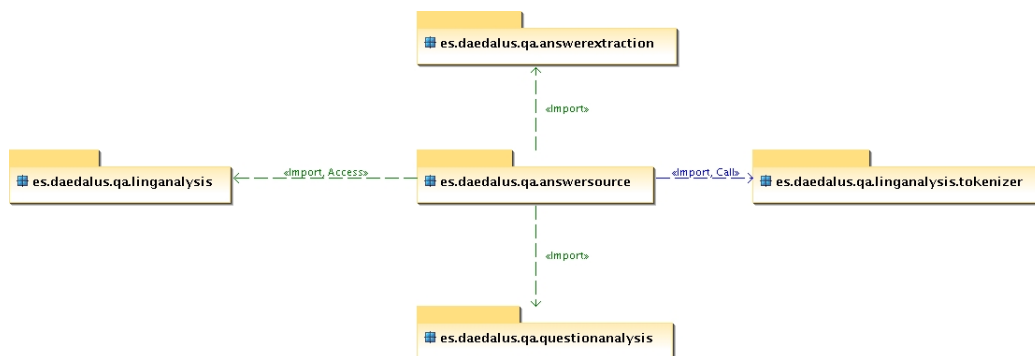 es.daedalus.qa.answerextraction
«Import»
es.daedalus.qa.linganalysis
«Import, Access»
es.daedalus.qa.answersource
«Import, Call»
es.daedalus.qa.linganalysis.tokenizer
«Import»
es.daedalus.qa.questionanalysis